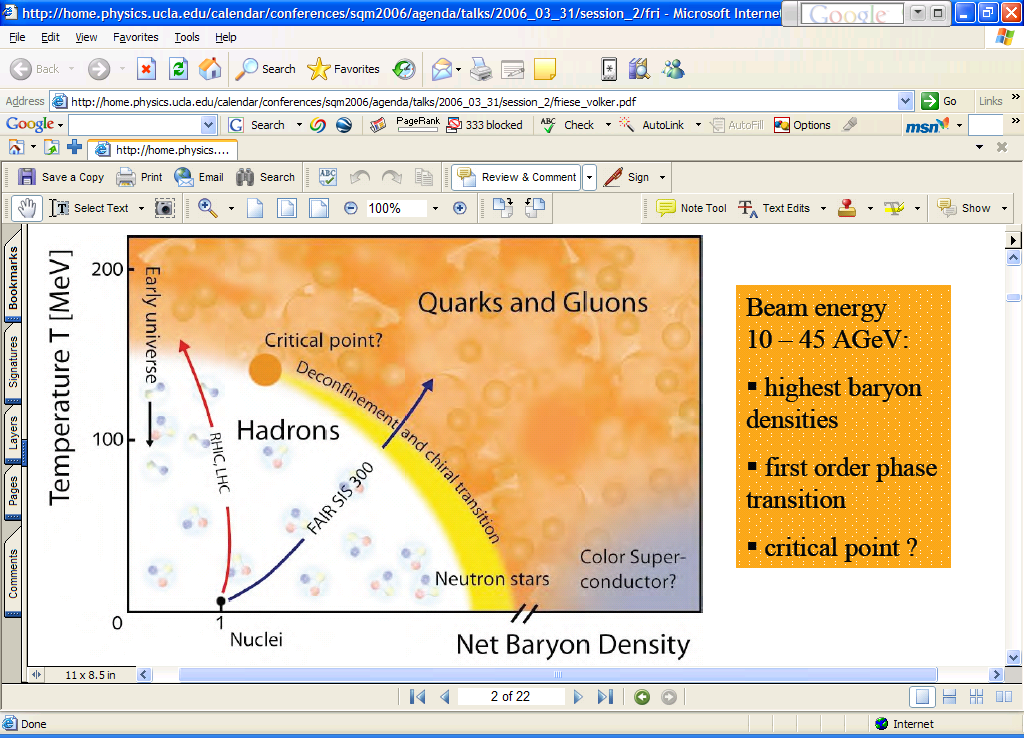 http://home.physics.ucla.edu/calendar/conferences/sqm2006/agenda/talks/2006_03_31/session_2/fri - Microsoft Internet
Google
File Edit View Favorites Tools Help
Back Search Favorites
Address http://home.physics.ucla.edu/calendar/conferences/sqm2006/agenda/talks/2006_03_31/session_2/friese_volker.pdf Go Links »
Google Search PageRank 333 blocked ABC Check AutoLink AutoFill Options msn »
http://home.physics....
Save a Copy Print Email Search Review & Comment Sign
Select Text 100% Note Tool Text Edits Show
Bookmarks
Signatures
Layers
Pages
Comments
Temperature T [MeV]
200
100
0
1
Early universe
Quarks and Gluons
Critical point?
Deconfinement and chiral transition
Hadrons
RHIC, LHC
FAIR SIS 300
Neutron stars
Color Super-
conductor?
Nuclei
Net Baryon Density
Beam energy
10 – 45 AGeV:
▪ highest baryon
densities
▪ first order phase
transition
▪ critical point ?
11 x 8.5 in
2 of 22
Done Internet